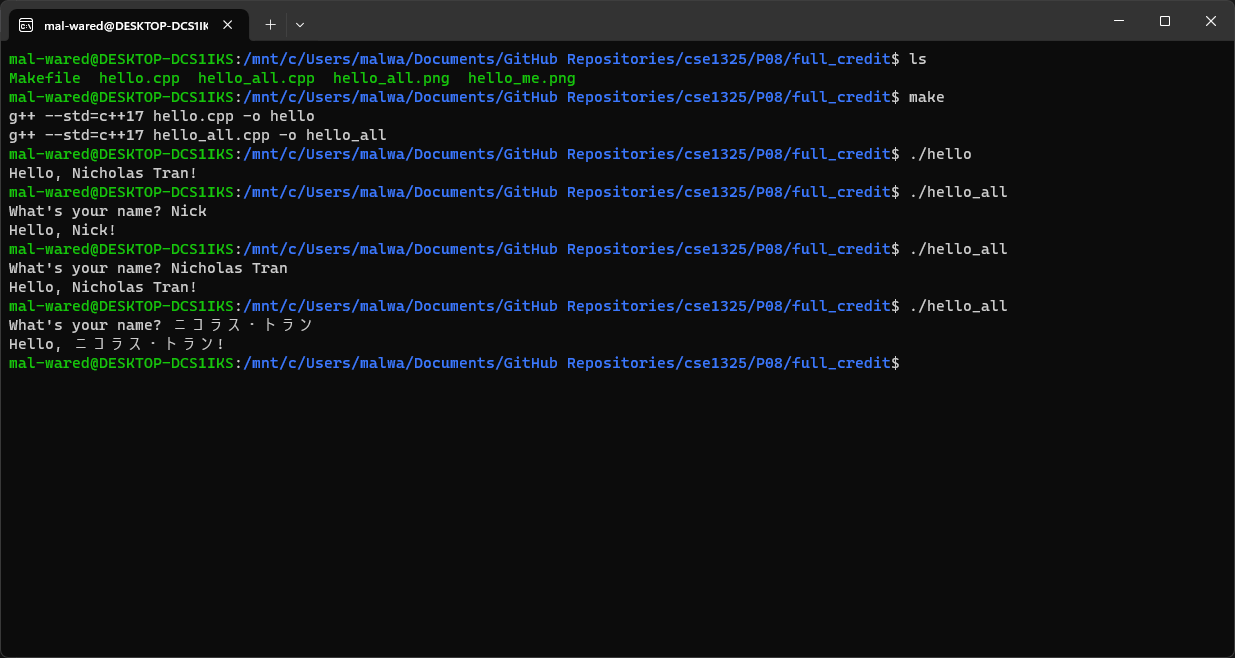 mal-wared@DESKTOP-DCS1IK
mal-wared@DESKTOP-DCS1IKS:/mnt/c/Users/malwa/Documents/GitHub Repositories/cse1325/P08/full_credit$ ls
Makefile  hello.cpp  hello_all.cpp  hello_all.png  hello_me.png
mal-wared@DESKTOP-DCS1IKS:/mnt/c/Users/malwa/Documents/GitHub Repositories/cse1325/P08/full_credit$ make
g++ --std=c++17 hello.cpp -o hello
g++ --std=c++17 hello_all.cpp -o hello_all
mal-wared@DESKTOP-DCS1IKS:/mnt/c/Users/malwa/Documents/GitHub Repositories/cse1325/P08/full_credit$ ./hello
Hello, Nicholas Tran!
mal-wared@DESKTOP-DCS1IKS:/mnt/c/Users/malwa/Documents/GitHub Repositories/cse1325/P08/full_credit$ ./hello_all
What's your name? Nick
Hello, Nick!
mal-wared@DESKTOP-DCS1IKS:/mnt/c/Users/malwa/Documents/GitHub Repositories/cse1325/P08/full_credit$ ./hello_all
What's your name? Nicholas Tran
Hello, Nicholas Tran!
mal-wared@DESKTOP-DCS1IKS:/mnt/c/Users/malwa/Documents/GitHub Repositories/cse1325/P08/full_credit$ ./hello_all
What's your name? ニコラス・トラン
Hello, ニコラス・トラン!
mal-wared@DESKTOP-DCS1IKS:/mnt/c/Users/malwa/Documents/GitHub Repositories/cse1325/P08/full_credit$